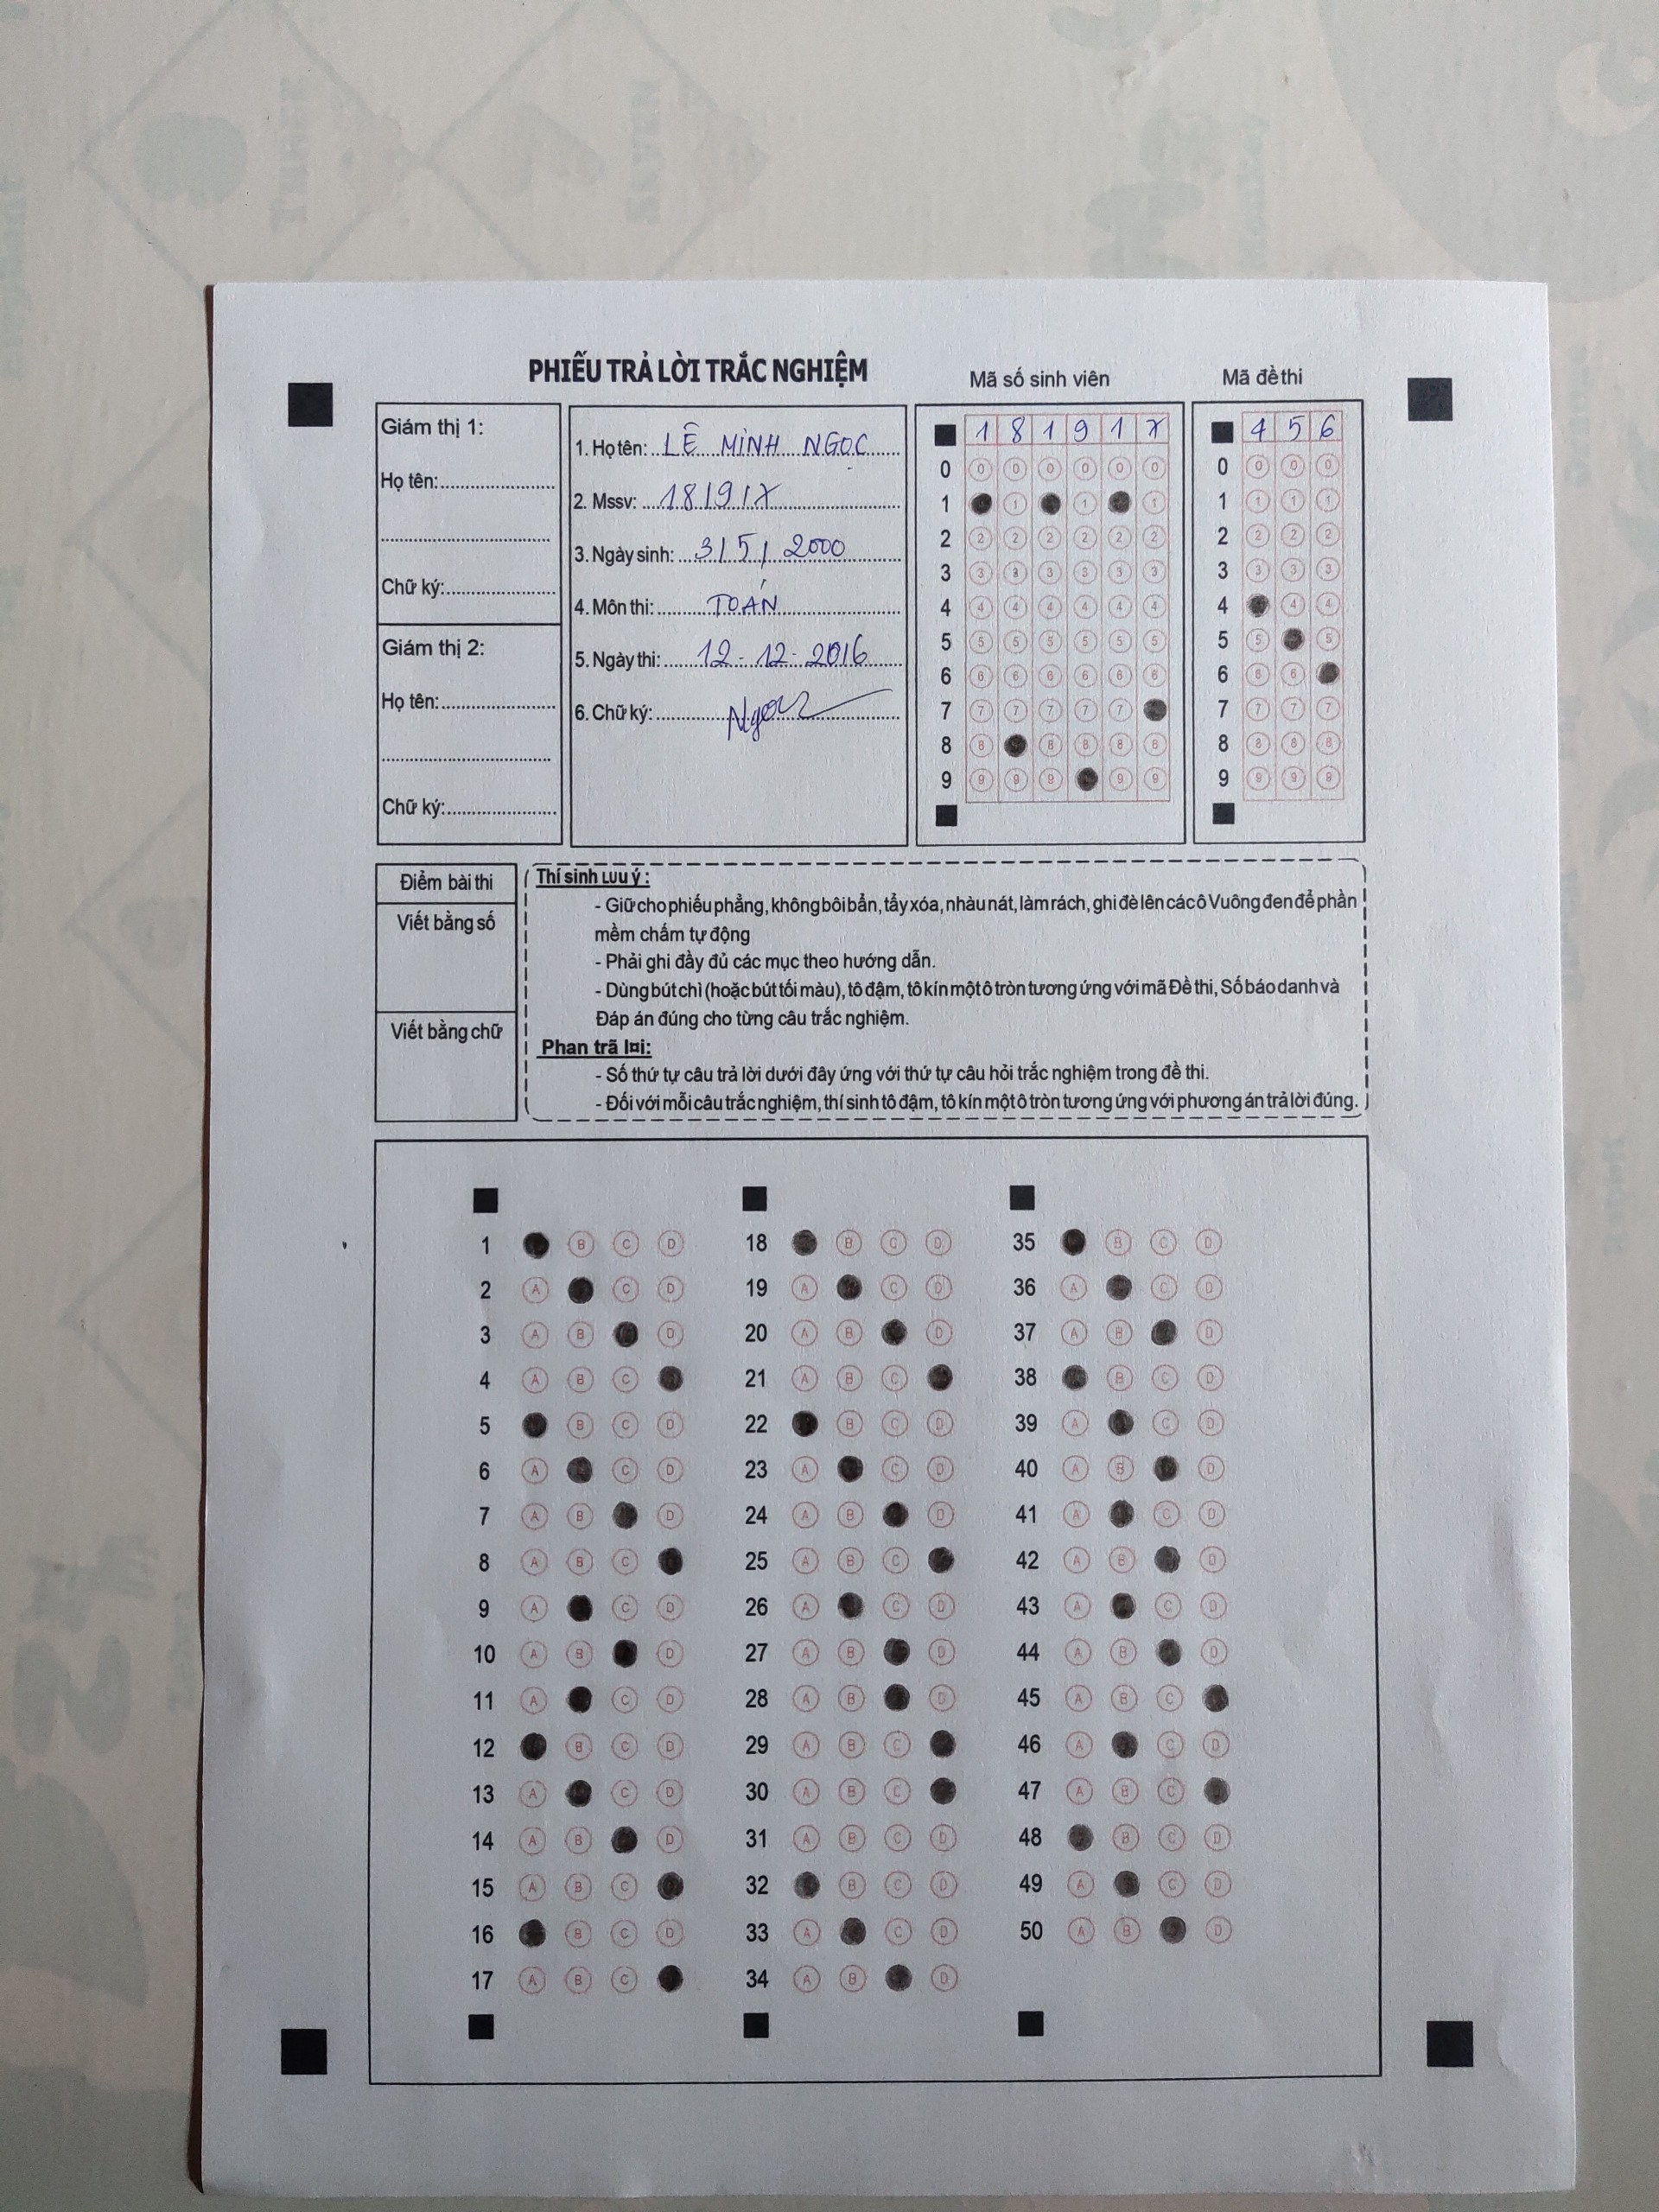 PHIẾU TRẢ LỜI TRẮC NGHIỆM
Mã số sinh viên
Mã đề thi
Giám thị 1:
Họ tên:
Chữ ký:
Giám thị 2:
Họ tên:
Chữ ký:
1. Họ tên: LÊ MINH NGOC
2. Mssv: 181917
3. Ngày sinh: 3/5/2000
4. Môn thi: TOÁN
5. Ngày thi: 12-12-2016
6. Chữ ký: Ngọc
1 8 1 9 1 7
0 0 0 0 0 0 0
1 1 1
2 2 2 2 2 2 2
3 3 3 3 3 3 3
4 4 4 4 4 4 4
5 5 5 5 5 5 5
6 6 6 6 6 6 6
7 7 7 7 7 7
8 8 8 8 8 8
9 9 9 9 9 9
4 5 6
0 0 0 0
1 1 1 1
2 2 2 2
3 3 3 3
4 4 4
5 5 5
6 6 6
7 7 7 7
8 8 8 8
9 9 9 9
Điểm bài thi
Viết bằng số
Viết bằng chữ
Thí sinh Lưu ý :
- Giữ cho phiếu phẳng, không bôi bẩn, tẩy xóa, nhàu nát, làm rách, ghi đè lên các ô Vuông đen để phần
mềm chấm tự động
- Phải ghi đầy đủ các mục theo hướng dẫn.
- Dùng bút chì (hoặc bút tối màu), tô đậm, tô kín một ô tròn tương ứng với mã Đề thi, Số báo danh và
Đáp án đúng cho từng câu trắc nghiệm.
Phan trã l¤i:
- Số thứ tự câu trả lời dưới đây ứng với thứ tự câu hỏi trắc nghiệm trong đề thi.
- Đối với mỗi câu trắc nghiệm, thí sinh tô đậm, tô kín một ô tròn tương ứng với phương án trả lời đúng.
1 B C D
2 A C D
3 A B D
4 A B C
5 B C D
6 A C D
7 A B D
8 A B C
9 A C D
10 A B D
11 A C D
12 B C D
13 A C D
14 A B D
15 A B C
16 B C D
17 A B C
18 B C D
19 A C D
20 A B D
21 A B C
22 B C D
23 A C D
24 A B D
25 A B C
26 A C D
27 A B D
28 A B D
29 A B C
30 A B C
31 A B C D
32 B C D
33 A C D
34 A B D
35 B C D
36 A C D
37 A B D
38 B C D
39 A C D
40 A B D
41 A C D
42 A B D
43 A C D
44 A B D
45 A B C
46 A C D
47 A B C
48 B C D
49 A C D
50 A B D